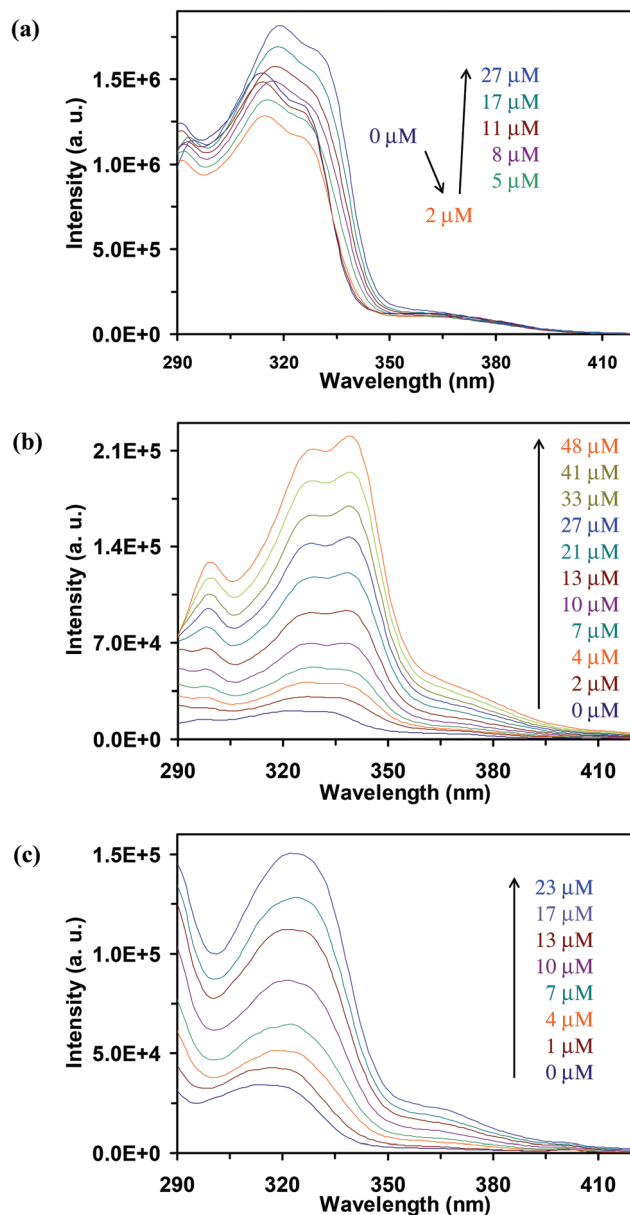 (a)
Intensity (a. u.)
1.5E+6
1.0E+6
5.0E+5
0.0E+0
27 μM
17 μM
11 μM
8 μM
5 μM
0 μM
2 μM
290 320 350 380 410
Wavelength (nm)
(b)
Intensity (a. u.)
2.1E+5
1.4E+5
7.0E+4
0.0E+0
48 μM
41 μM
33 μM
27 μM
21 μM
13 μM
10 μM
7 μM
4 μM
2 μM
0 μM
290 320 350 380 410
Wavelength (nm)
(c)
Intensity (a. u.)
1.5E+5
1.0E+5
5.0E+4
0.0E+0
23 μM
17 μM
13 μM
10 μM
7 μM
4 μM
1 μM
0 μM
290 320 350 380 410
Wavelength (nm)